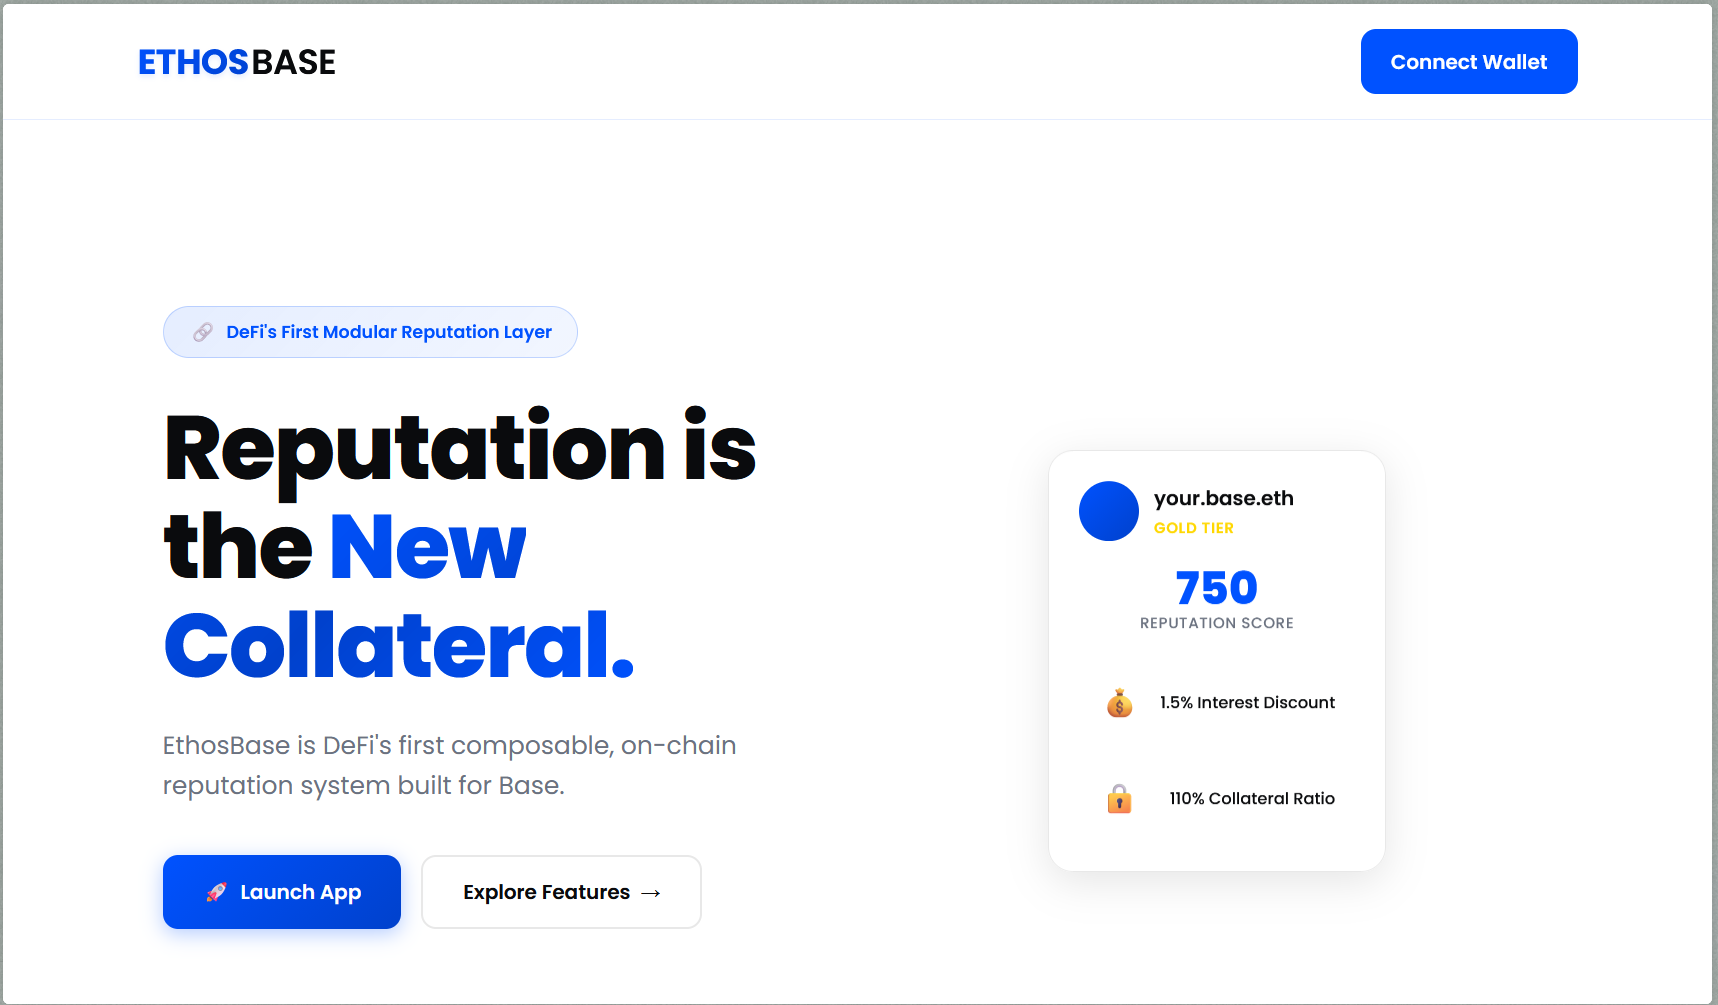 ETHOSBASE
Connect Wallet
DeFi's First Modular Reputation Layer
Reputation is
the New
Collateral.
EthosBase is DeFi's first composable, on-chain
reputation system built for Base.
Launch App
Explore Features →
your.base.eth
GOLD TIER
750
REPUTATION SCORE
1.5% Interest Discount
110% Collateral Ratio